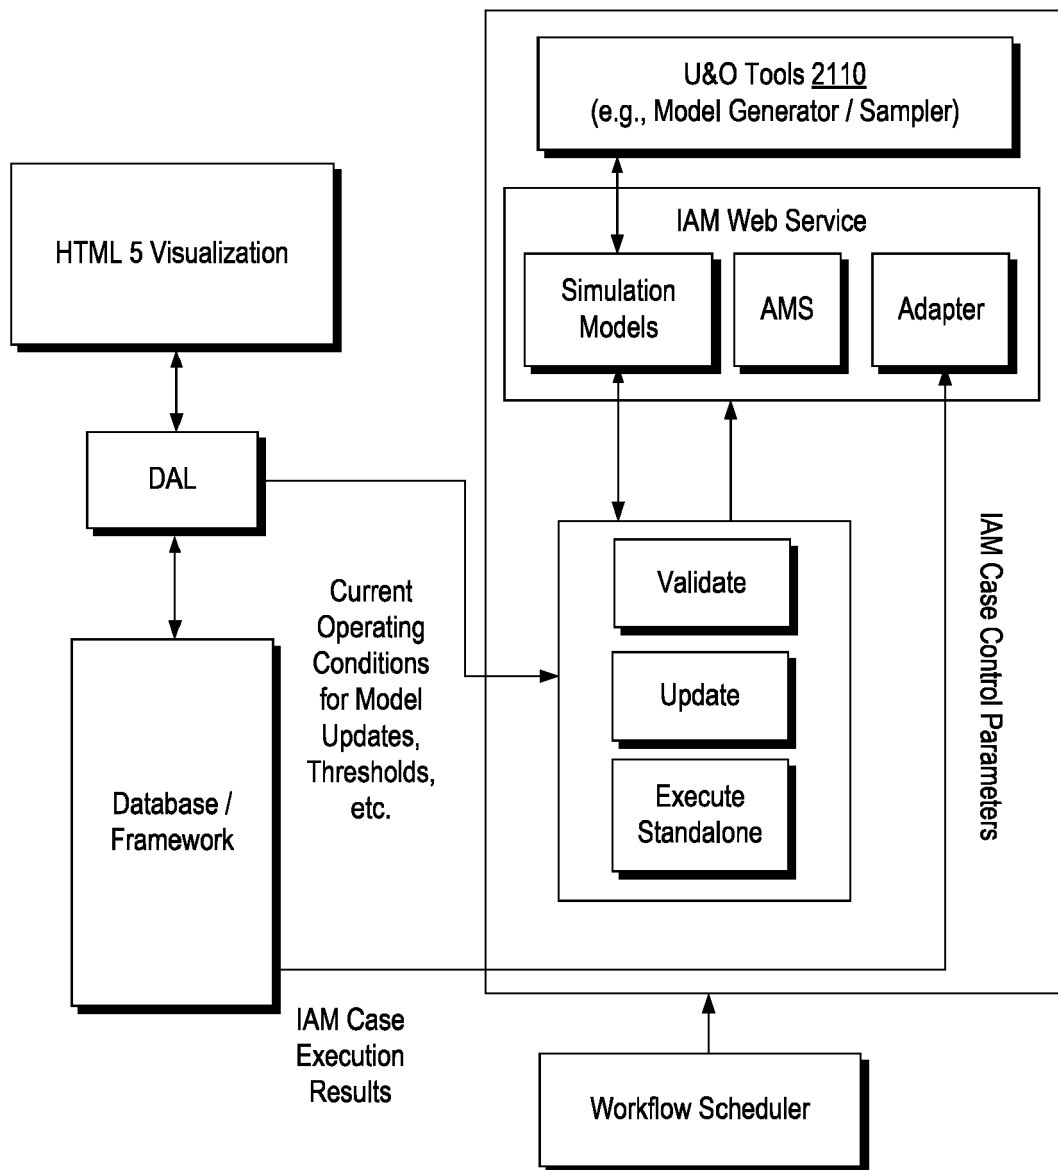 U&O Tools 2110
(e.g., Model Generator / Sampler)
IAM Web Service
Simulation
Models
AMS
Adapter
HTML 5 Visualization
DAL
Current
Operating
Conditions
for Model
Updates,
Thresholds,
etc.
Validate
Update
Execute
Standalone
IAM Case Control Parameters
Database /
Framework
IAM Case
Execution
Results
Workflow Scheduler